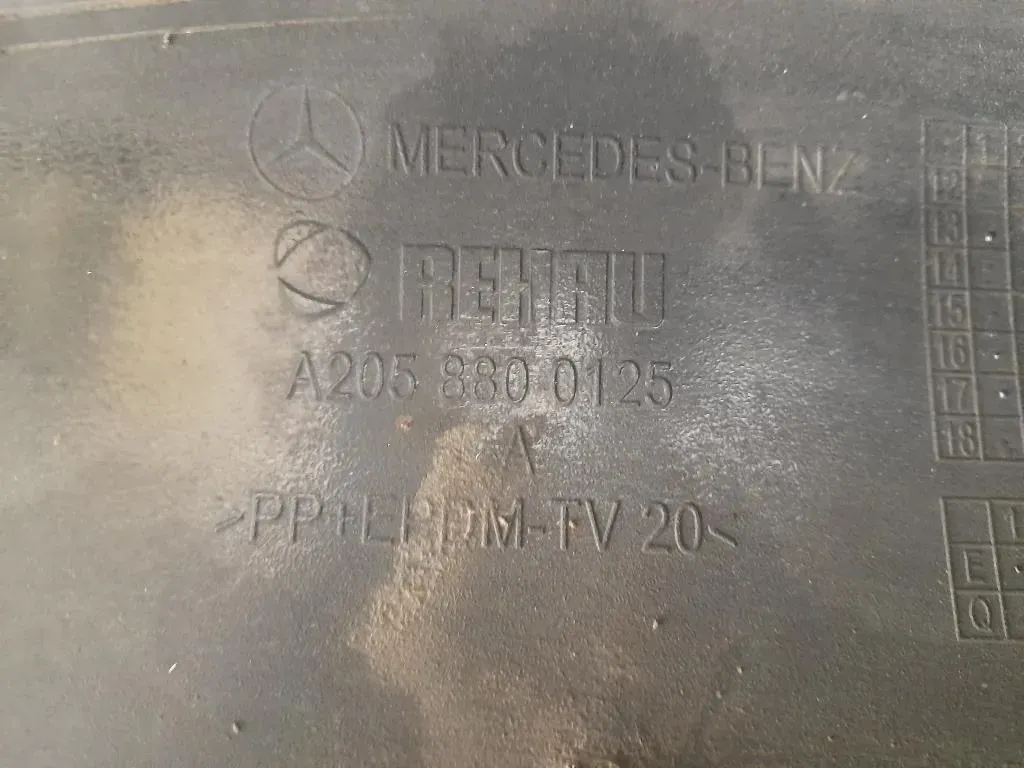 MERCEDES-BENZ
REHAU
A205 880 0125
A
>PP+EPDM-TV 20<
12
13
14
15
16
17
18
E
Q